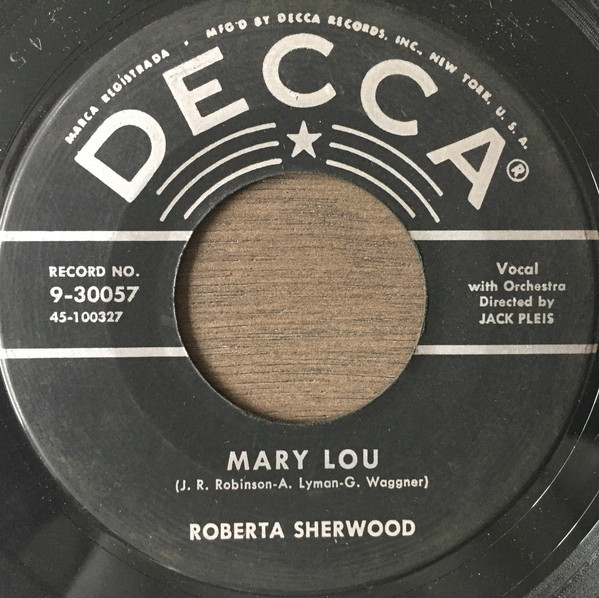 MARCA REGISTRADA • MFG'D BY DECCA RECORDS, INC., NEW YORK, U.S.A.
DECCA®
RECORD NO.
9-30057
45-100327
Vocal
with Orchestra
Directed by
JACK PLEIS
MARY LOU
(J. R. Robinson-A. Lyman-G. Waggner)
ROBERTA SHERWOOD